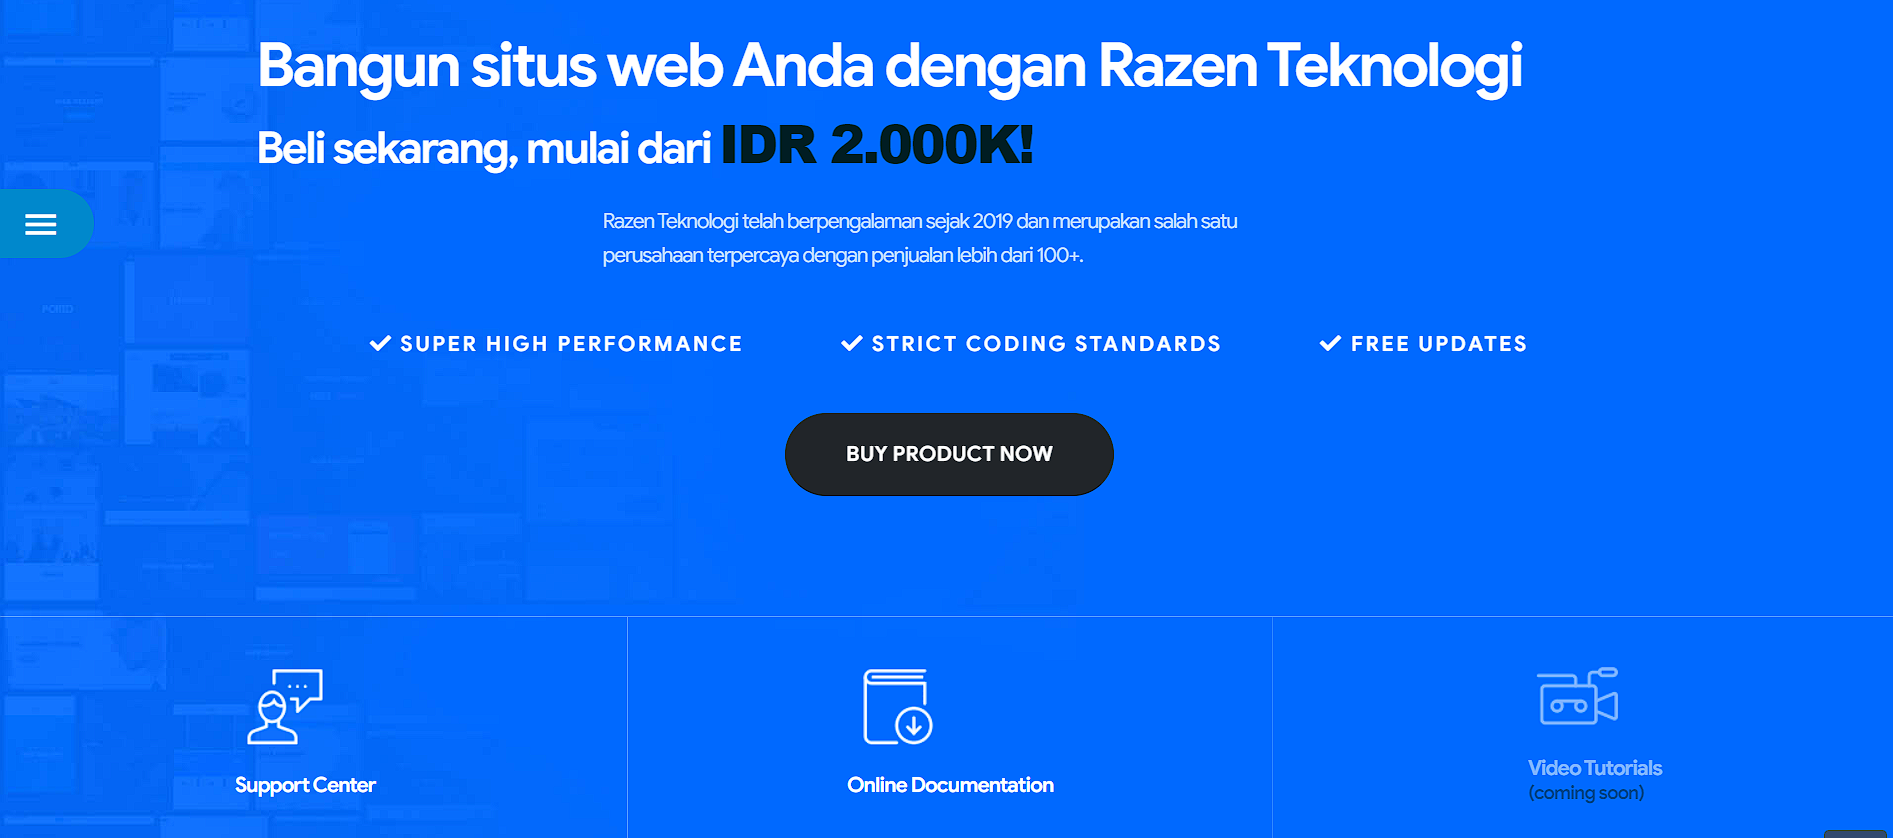 Bangun situs web Anda dengan Razen Teknologi
Beli sekarang, mulai dari IDR 2.000K!
Razen Teknologi telah berpengalaman sejak 2019 dan merupakan salah satu
perusahaan terpercaya dengan penjualan lebih dari 100+.
SUPER HIGH PERFORMANCE
STRICT CODING STANDARDS
FREE UPDATES
BUY PRODUCT NOW
Support Center
Online Documentation
Video Tutorials
(coming soon)